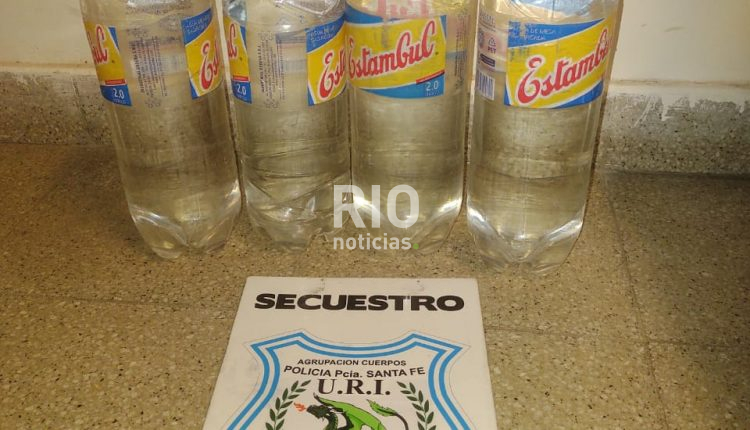 EstambuL
2.0
EstambuL
2.0
EstambuL
2.0
EstambuL
RIO
noticias.
SECUESTRO
AGRUPACION CUERPOS
POLICIA Pcia. SANTA FE
U.R.I.